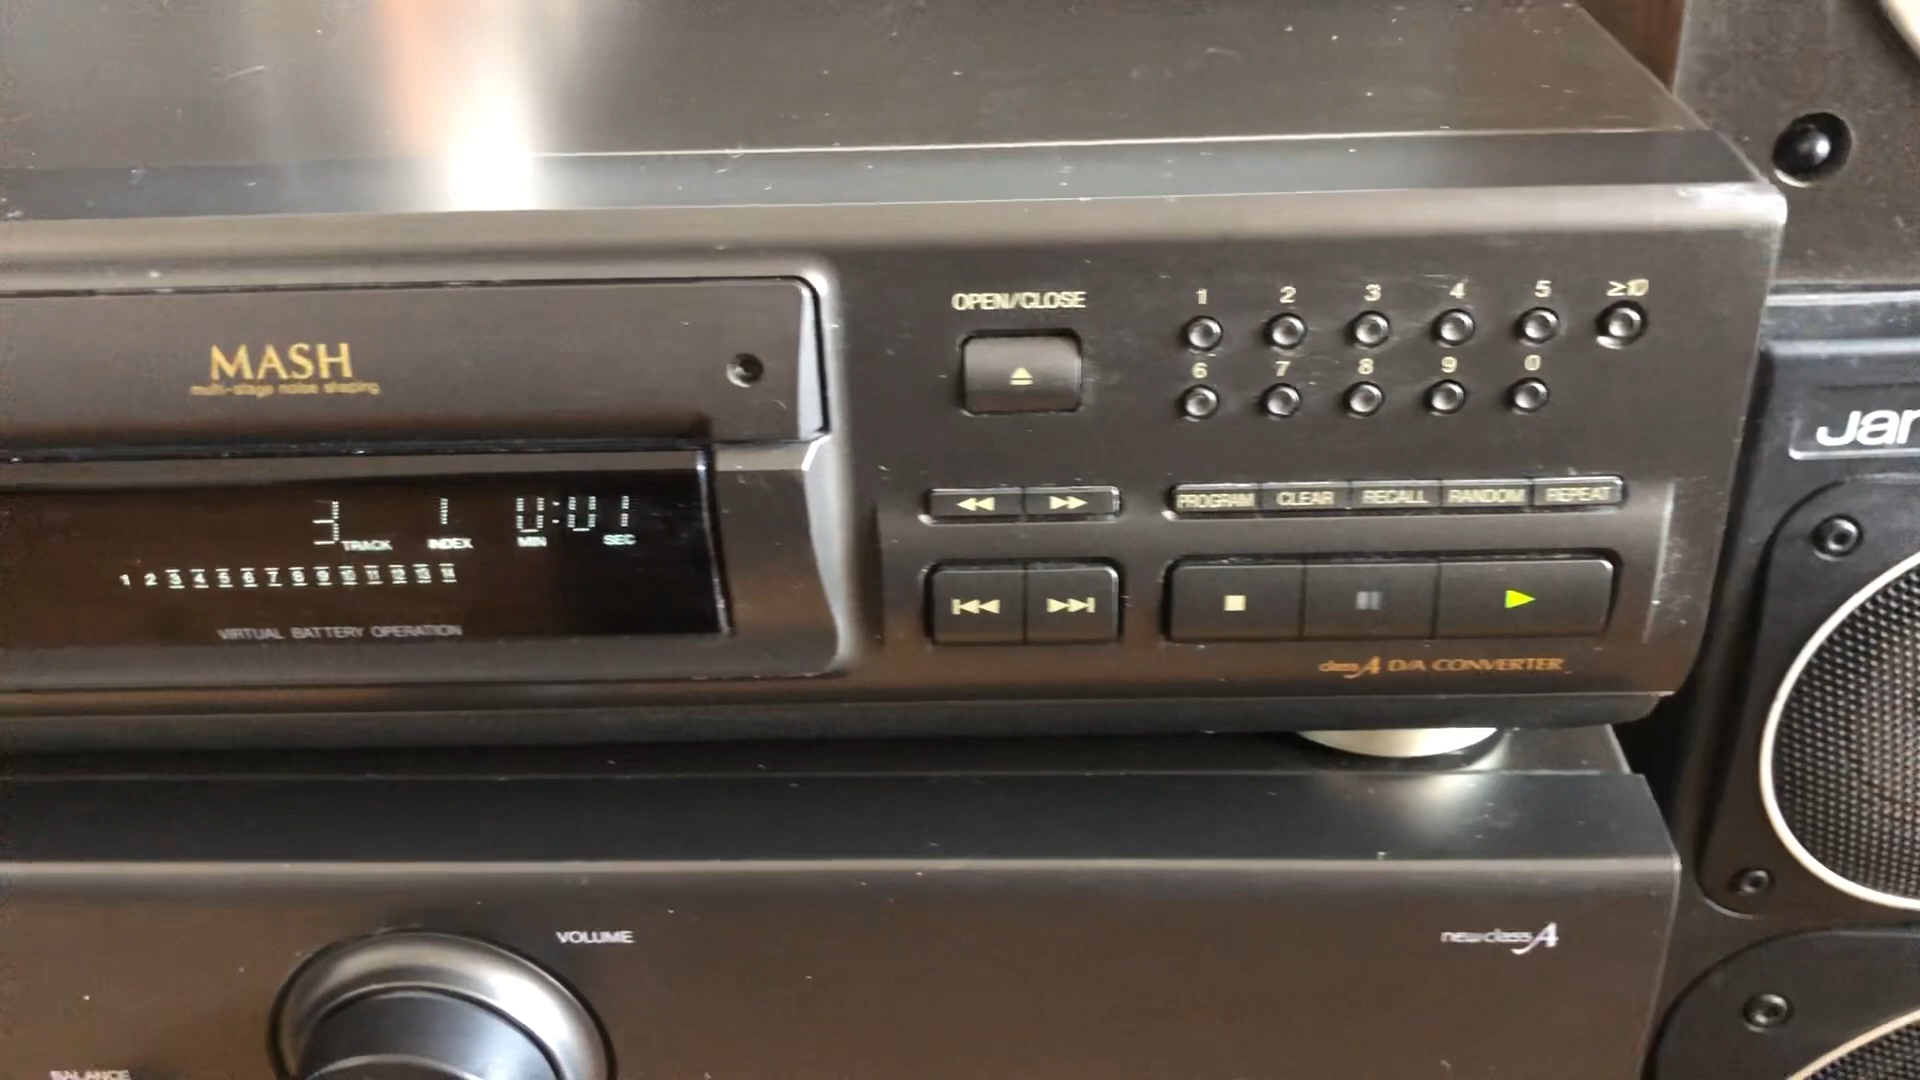 OPEN/CLOSE
1 2 3 4 5 ≥10
6 7 8 9 0
MASH
multi-stage noise shaping
PROGRAM CLEAR RECALL RANDOM REPEAT
3 1 0:01
TRACK INDEX MIN SEC
1 2 3 4 5 6 7 8 9 10 11 12 13 14
VIRTUAL BATTERY OPERATION
class A D/A CONVERTER
Jar
VOLUME
new class A
BALANCE